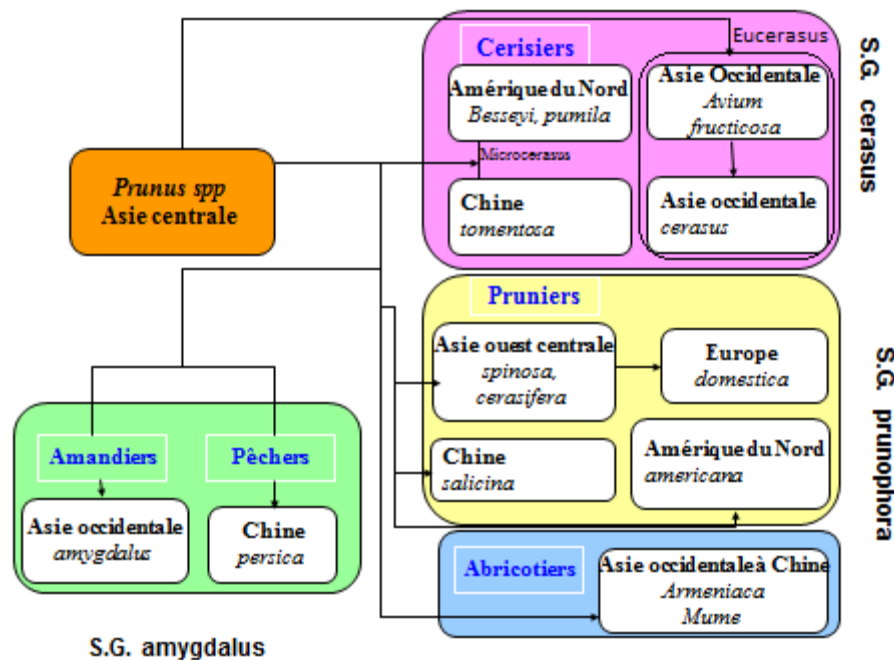 Prunus spp
Asie centrale
Cerisiers
Eucerasus
Amérique du Nord
Besseyi, pumila
Microcerasus
Chine
tomentosa
Asie Occidentale
Avium
fructicosa
Asie occidentale
cerasus
S.G. cerasus
Pruniers
Asie ouest centrale
spinosa,
cerasifera
Europe
domestica
Chine
salicina
Amérique du Nord
americana
S.G. prunophora
Abricotiers
Asie occidentale à Chine
Armeniaca
Mume
Amandiers
Asie occidentale
amygdalus
Pêchers
Chine
persica
S.G. amygdalus